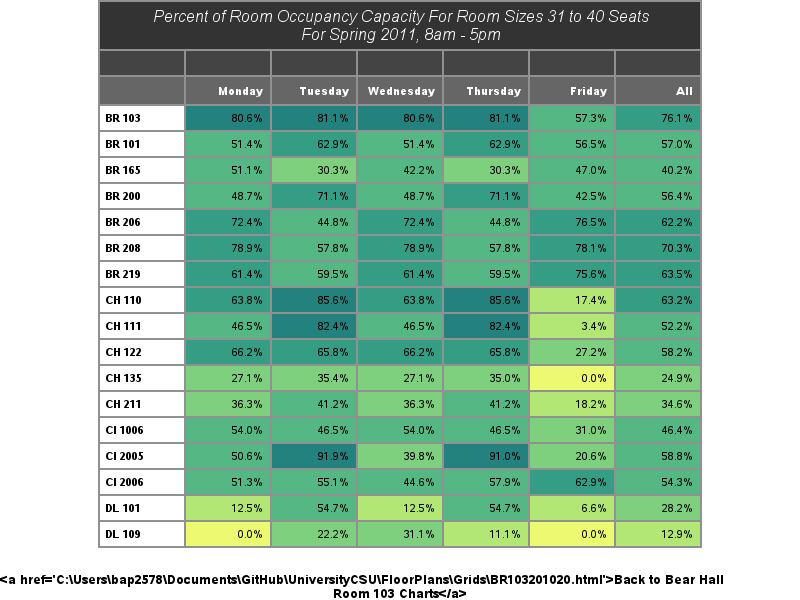 Percent of Room Occupancy Capacity For Room Sizes 31 to 40 Seats
For Spring 2011, 8am - 5pm
Monday Tuesday Wednesday Thursday Friday All
BR 103 80.6% 81.1% 80.6% 81.1% 57.3% 76.1%
BR 101 51.4% 62.9% 51.4% 62.9% 56.5% 57.0%
BR 165 51.1% 30.3% 42.2% 30.3% 47.0% 40.2%
BR 200 48.7% 71.1% 48.7% 71.1% 42.5% 56.4%
BR 206 72.4% 44.8% 72.4% 44.8% 76.5% 62.2%
BR 208 78.9% 57.8% 78.9% 57.8% 78.1% 70.3%
BR 219 61.4% 59.5% 61.4% 59.5% 75.6% 63.5%
CH 110 63.8% 85.6% 63.8% 85.6% 17.4% 63.2%
CH 111 46.5% 82.4% 46.5% 82.4% 3.4% 52.2%
CH 122 66.2% 65.8% 66.2% 65.8% 27.2% 58.2%
CH 135 27.1% 35.4% 27.1% 35.0% 0.0% 24.9%
CH 211 36.3% 41.2% 36.3% 41.2% 18.2% 34.6%
CI 1006 54.0% 46.5% 54.0% 46.5% 31.0% 46.4%
CI 2005 50.6% 91.9% 39.8% 91.0% 20.6% 58.8%
CI 2006 51.3% 55.1% 44.6% 57.9% 62.9% 54.3%
DL 101 12.5% 54.7% 12.5% 54.7% 6.6% 28.2%
DL 109 0.0% 22.2% 31.1% 11.1% 0.0% 12.9%
<a href='C:\Users\bap2578\Documents\GitHub\UniversityCSU\FloorPlans\Grids\BR103201020.html'>Back to Bear Hall
Room 103 Charts</a>